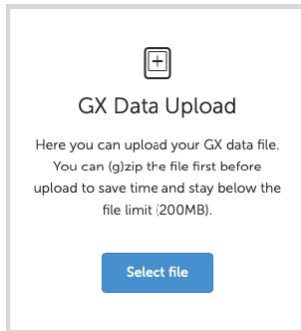 GX Data Upload
Here you can upload your GX data file.
You can (g)zip the file first before
upload to save time and stay below the
file limit (200MB).
Select file